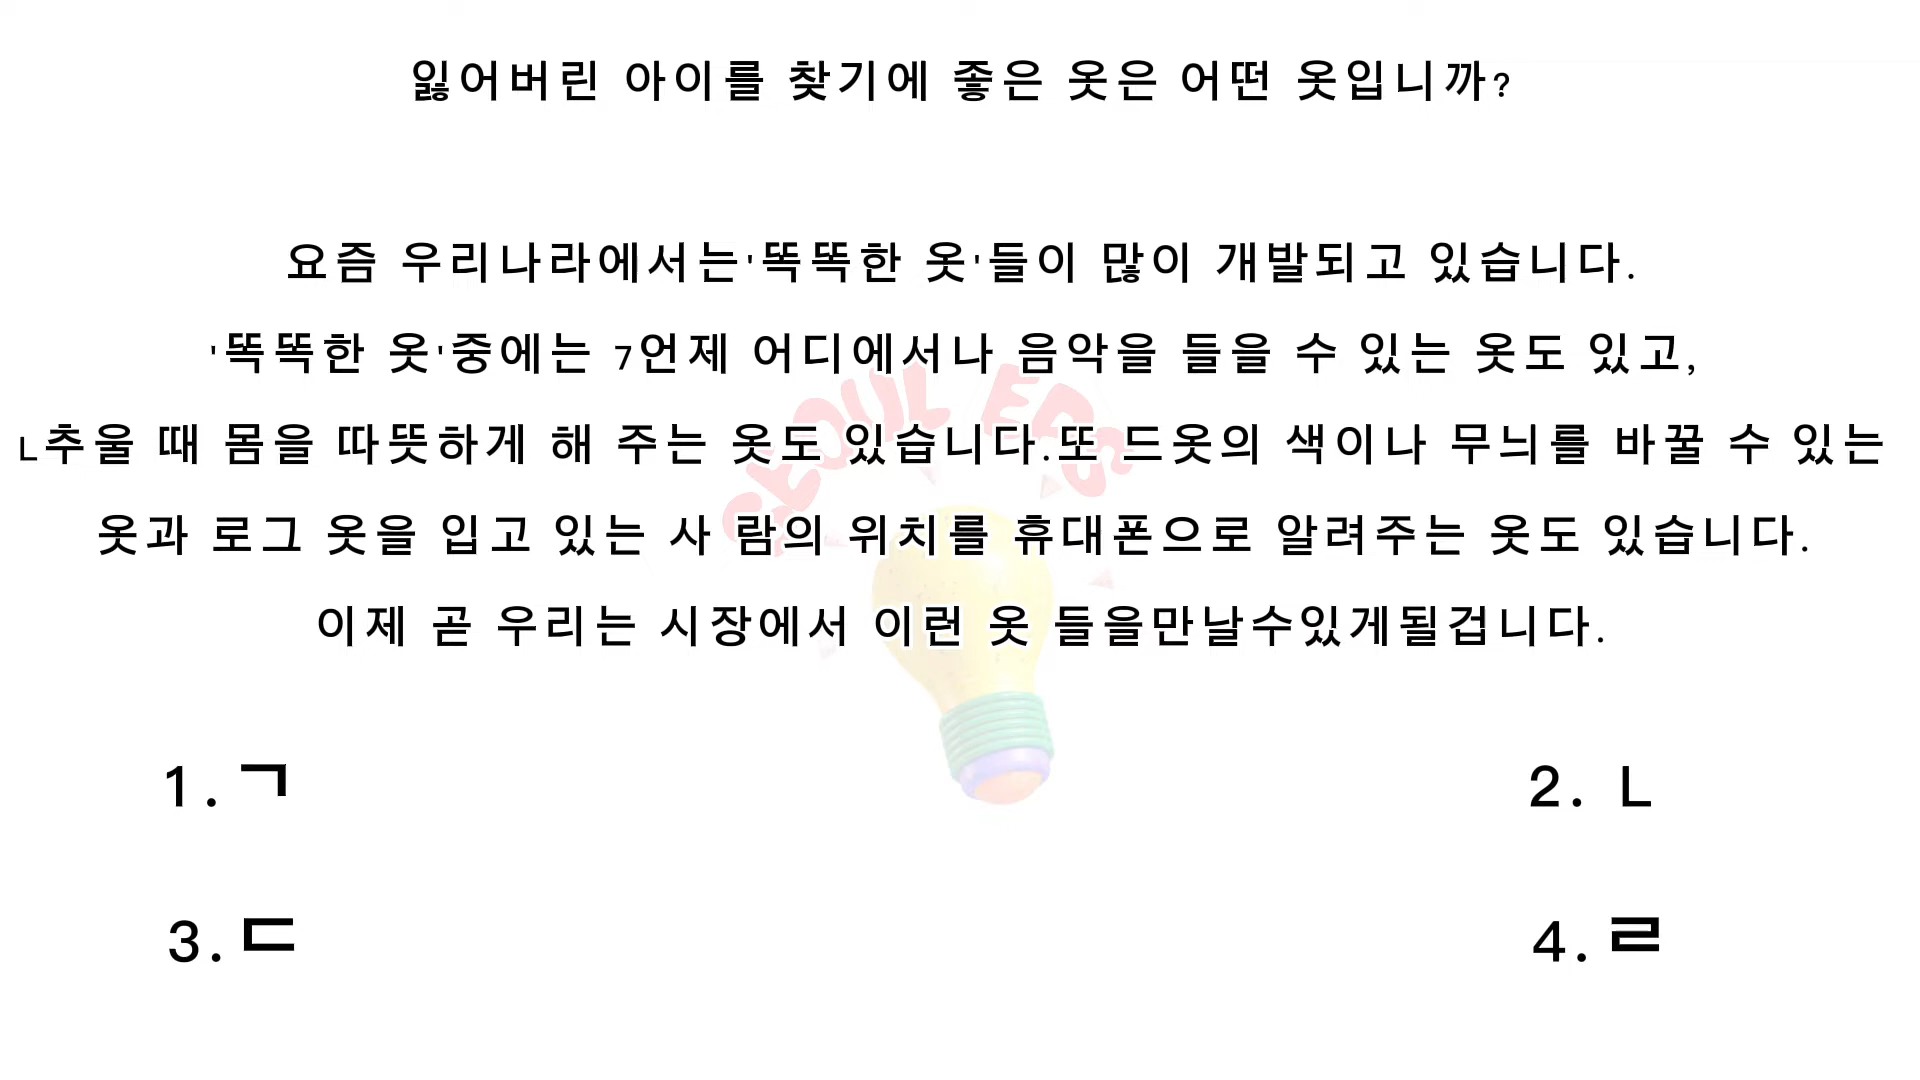 잃어버린 아이를 찾기에 좋은 옷은 어떤 옷입니까?
요즘 우리나라에서는'똑똑한 옷'들이 많이 개발되고 있습니다.
'똑똑한 옷'중에는 7언제 어디에서나 음악을 들을 수 있는 옷도 있고,
ㄴ추울 때 몸을 따뜻하게 해 주는 옷도 있습니다.또 드옷의 색이나 무늬를 바꿀 수 있는
옷과 로그 옷을 입고 있는 사 람의 위치를 휴대폰으로 알려주는 옷도 있습니다.
이제 곧 우리는 시장에서 이런 옷 들을만날수있게될겁니다.
SEOUL EDS
1.ㄱ
2. ㄴ
3.ㄷ
4.ㄹ